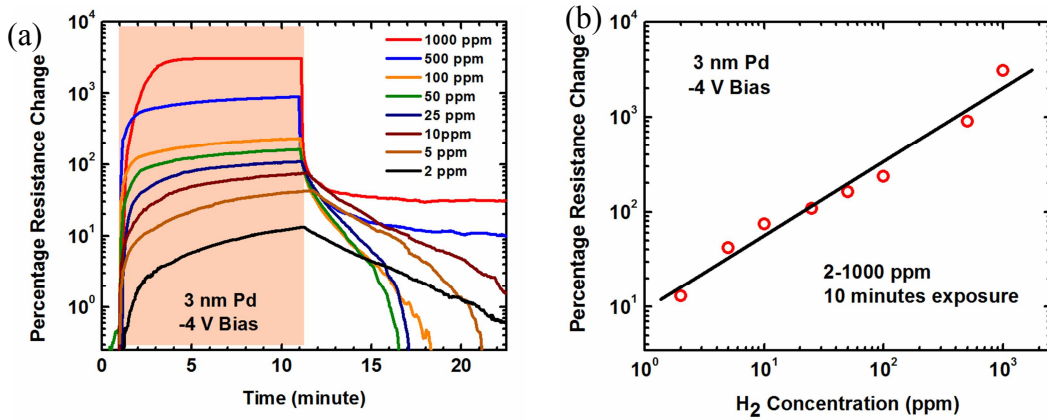 (a)
Percentage Resistance Change
10⁴
10³
10²
10¹
10⁰
1000 ppm
500 ppm
100 ppm
50 ppm
25 ppm
10ppm
5 ppm
2 ppm
3 nm Pd
-4 V Bias
0 5 10 15 20
Time (minute)
(b)
Percentage Resistance Change
10⁴
10³
10²
10¹
3 nm Pd
-4 V Bias
2-1000 ppm
10 minutes exposure
10⁰ 10¹ 10² 10³
H₂ Concentration (ppm)